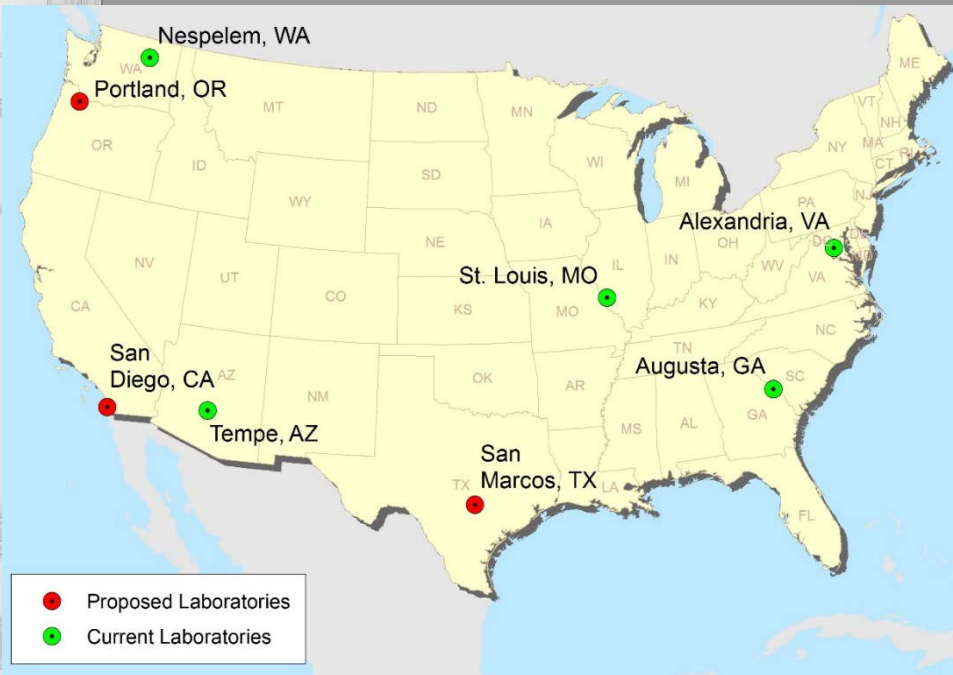 Nespelem, WA
WA
Portland, OR
OR
MT
ID
WY
ND
SD
NE
MN
WI
IA
MI
ME
VT
NH
NY
MA
CT
RI
PA
NJ
Alexandria, VA
OH
DC
DE
MD
WV
VA
IN
IL
St. Louis, MO
MO
KY
KS
CO
UT
NV
CA
NC
TN
Augusta, GA
SC
GA
AL
MS
AR
OK
San
Diego, CA
AZ
NM
Tempe, AZ
San
Marcos, TX
TX
LA
FL
Proposed Laboratories
Current Laboratories